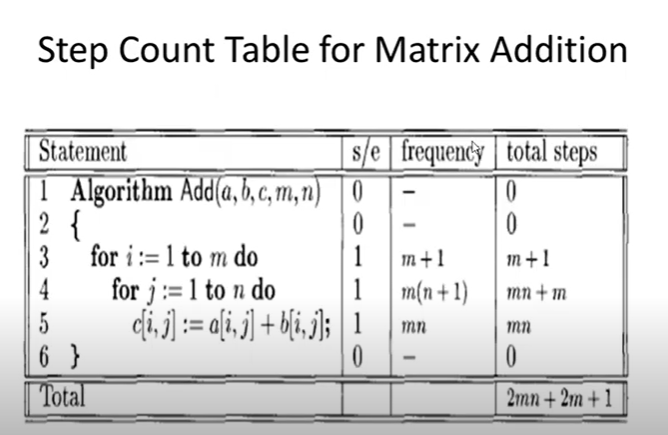 Step Count Table for Matrix Addition
Statement s/e frequency total steps
1 Algorithm Add(a, b, c, m, n) 0 – 0
2 { 0 – 0
3 for i := 1 to m do 1 m + 1 m + 1
4 for j := 1 to n do 1 m(n + 1) mn + m
5 c[i, j] := a[i, j] + b[i, j]; 1 mn mn
6 } 0 – 0
Total 2mn + 2m + 1